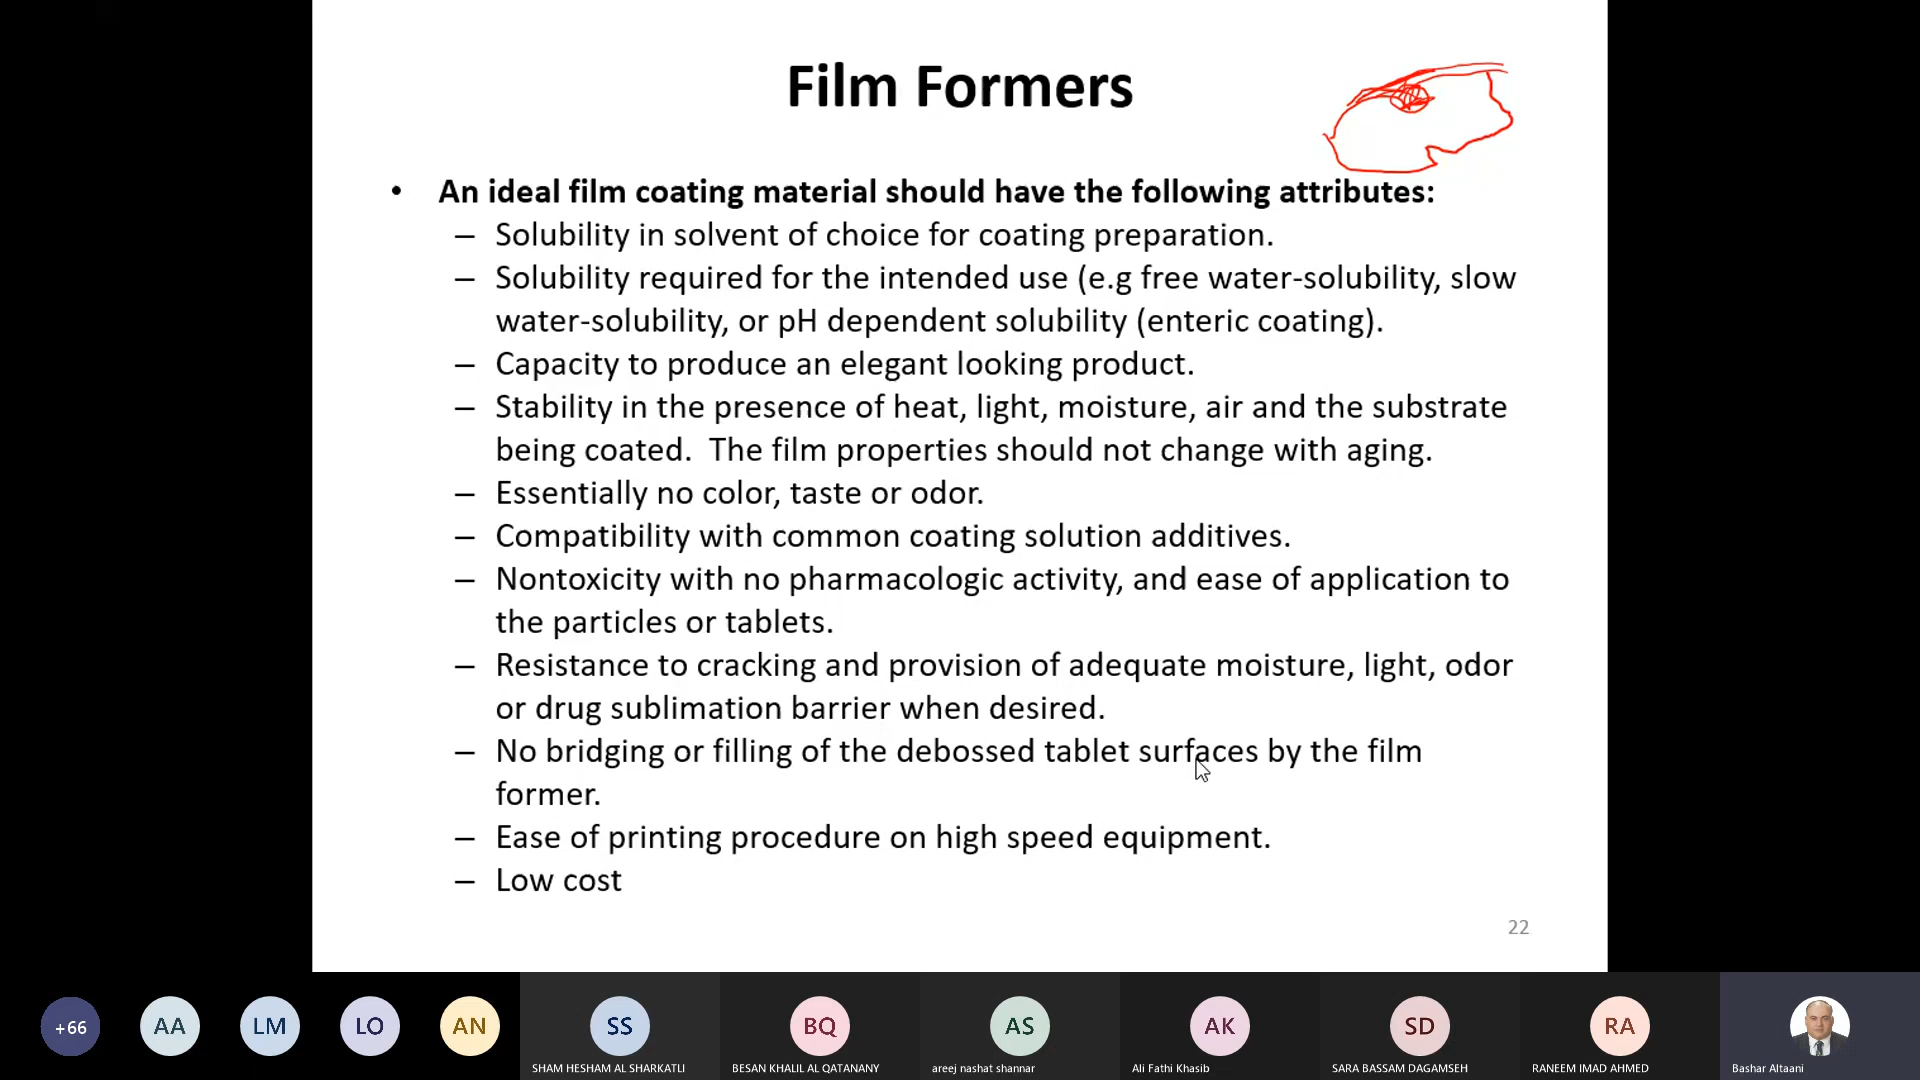 Film Formers
• An ideal film coating material should have the following attributes:
– Solubility in solvent of choice for coating preparation.
– Solubility required for the intended use (e.g free water-solubility, slow
water-solubility, or pH dependent solubility (enteric coating).
– Capacity to produce an elegant looking product.
– Stability in the presence of heat, light, moisture, air and the substrate
being coated.  The film properties should not change with aging.
– Essentially no color, taste or odor.
– Compatibility with common coating solution additives.
– Nontoxicity with no pharmacologic activity, and ease of application to
the particles or tablets.
– Resistance to cracking and provision of adequate moisture, light, odor
or drug sublimation barrier when desired.
– No bridging or filling of the debossed tablet surfaces by the film
former.
– Ease of printing procedure on high speed equipment.
– Low cost
22
+66 AA LM LO AN SS BQ AS AK SD RA
SHAM HESHAM AL SHARKATLI BESAN KHALIL AL QATANANY areej nashat shannar Ali Fathi Khasib SARA BASSAM DAGAMSEH RANEEM IMAD AHMED Bashar Altaani